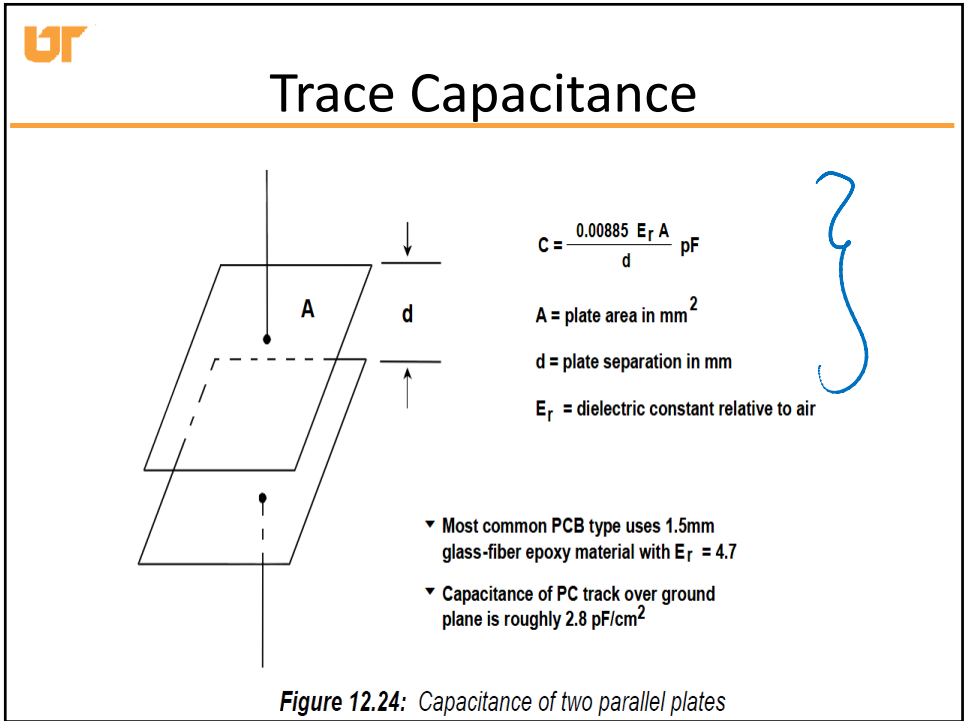 UT
Trace Capacitance
A
d
C = 0.00885 Er A / d pF
A = plate area in mm²
d = plate separation in mm
Er = dielectric constant relative to air
▾ Most common PCB type uses 1.5mm
glass-fiber epoxy material with Er = 4.7
▾ Capacitance of PC track over ground
plane is roughly 2.8 pF/cm²
Figure 12.24: Capacitance of two parallel plates